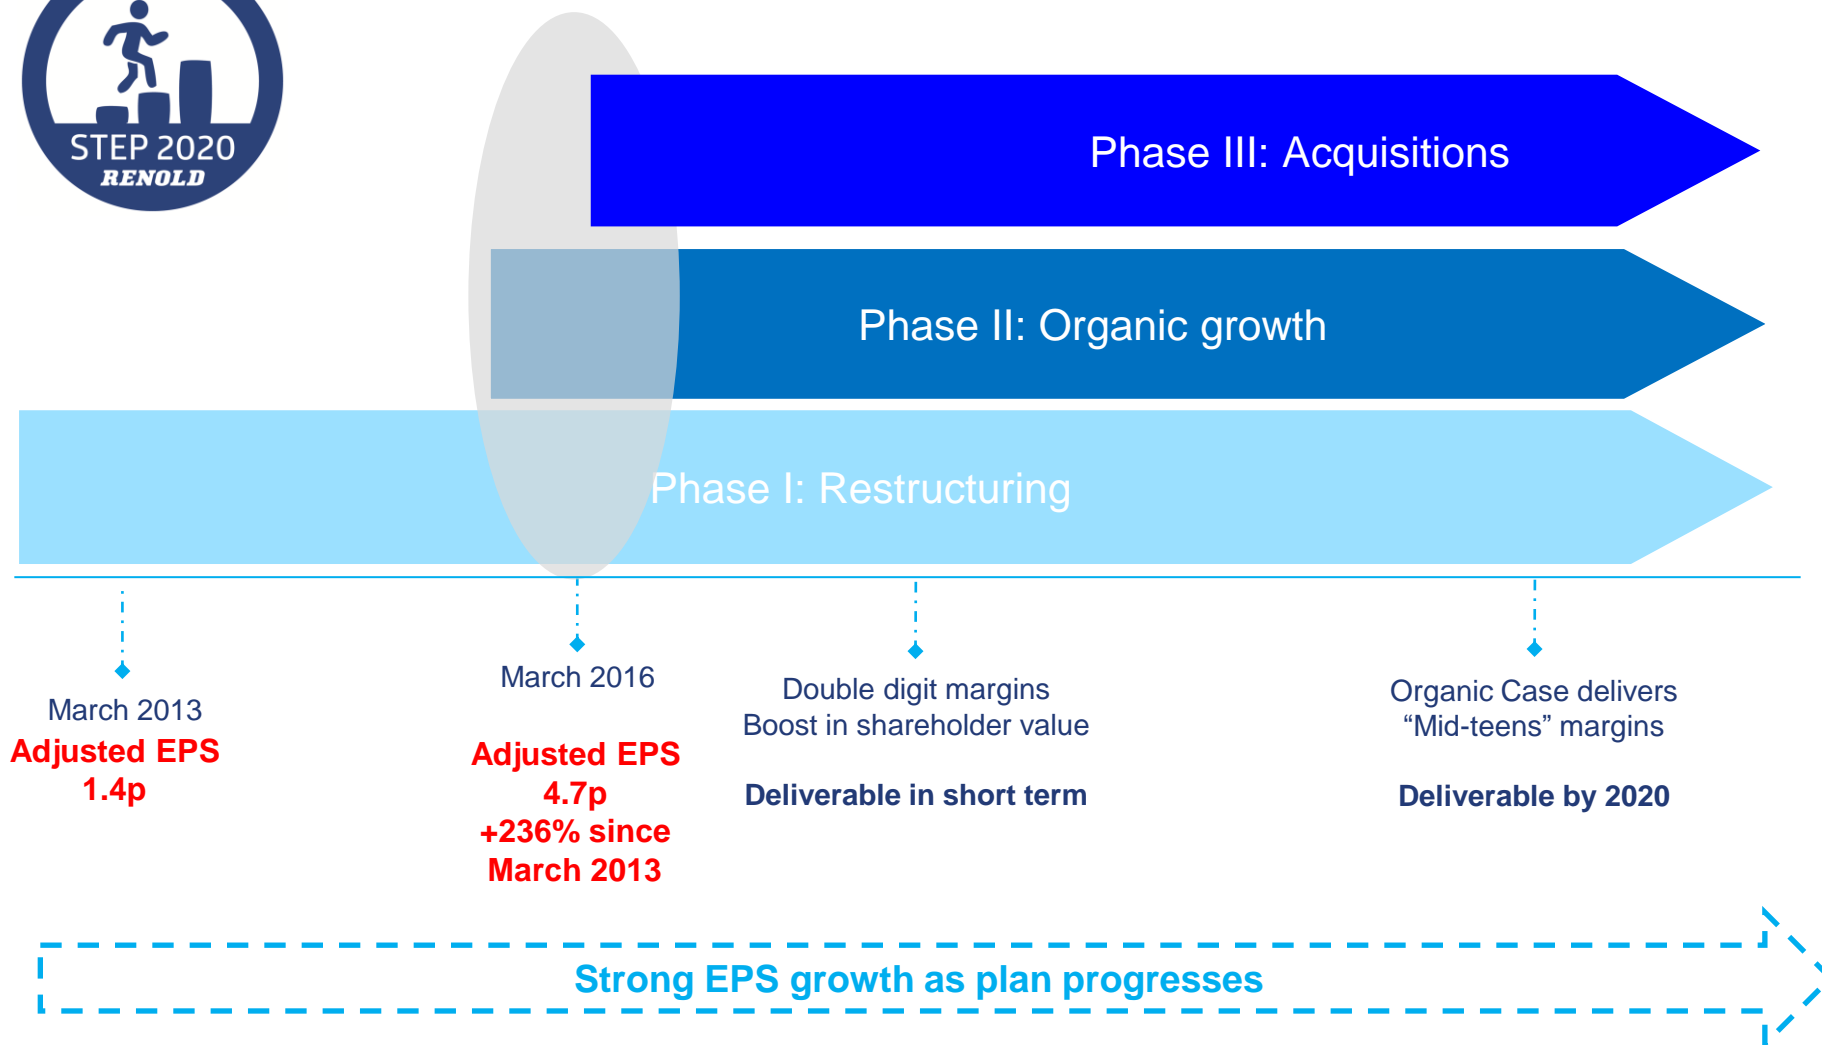 STEP 2020
RENOLD
Phase III: Acquisitions
Phase II: Organic growth
Phase I: Restructuring
March 2013
Adjusted EPS
1.4p
March 2016
Adjusted EPS
4.7p
+236% since
March 2013
Double digit margins
Boost in shareholder value
Deliverable in short term
Organic Case delivers
“Mid-teens” margins
Deliverable by 2020
Strong EPS growth as plan progresses